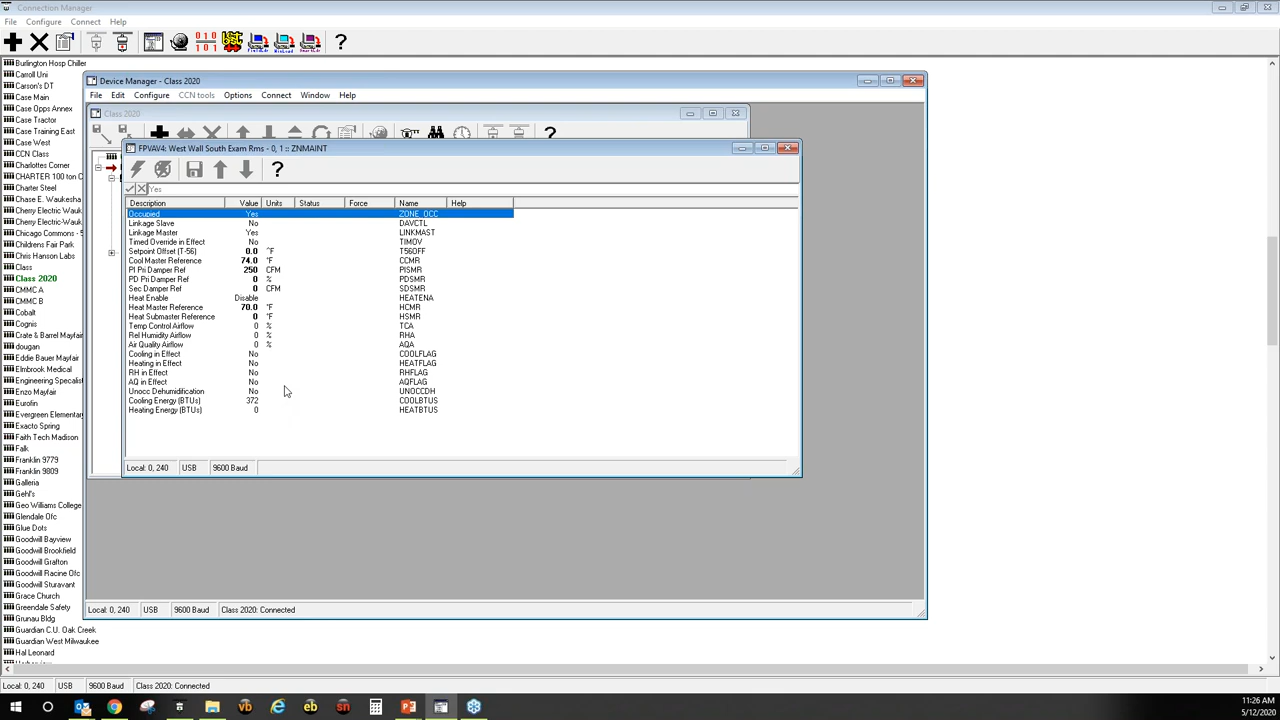 Connection Manager
File Configure Connect Help
Burlington Hosp Chiller
Carroll Uni
Carson's DT
Case Main
Case Opps Annex
Case Tractor
Case Training East
Case West
CCN Class
Charlottes Corner
CHARTER 100 ton C
Charter Steel
Chase E. Waukesha
Cherry Electric Wauk
Cherry Electric-Wauk
Chicago Commons - 5
Childrens Fair Park
Chris Hanson Labs
Class
Class 2020
CMMC A
CMMC B
Cobalt
Cognis
Crate & Barrel Mayfair
dougan
Eddie Bauer Mayfair
Elmbrook Medical
Engineering Specialist
Enzo Mayfair
Eurofin
Evergreen Elementary
Exacto Spring
Faith Tech Madison
Falk
Franklin 9779
Franklin 9809
Galleria
Gehl's
Geo Williams College
Glendale Ofc
Glue Dots
Goodwill Bayview
Goodwill Brookfield
Goodwill Grafton
Goodwill Racine Ofc
Goodwill Sturavant
Grace Church
Greendale Safety
Grunau Bldg
Guardian C.U. Oak Creek
Guardian West Milwaukee
Hal Leonard
Device Manager - Class 2020
File Edit Configure CCN tools Options Connect Window Help
Class 2020
FPVAV4: West Wall South Exam Rms - 0, 1 :: ZNMAINT
Yes
Description Value Units Status Force Name Help
Occupied Yes ZONE_OCC
Linkage Slave No DAVCTL
Linkage Master Yes LINKMAST
Timed Override in Effect No TIMOV
Setpoint Offset (T-56) 0.0 °F T56OFF
Cool Master Reference 74.0 °F CCMR
PI Pri Damper Ref 250 CFM PISMR
PD Pri Damper Ref 0 % PDSMR
Sec Damper Ref 0 CFM SDSMR
Heat Enable Disable HEATENA
Heat Master Reference 70.0 °F HCMR
Heat Submaster Reference 0 °F HSMR
Temp Control Airflow 0 % TCA
Rel Humidity Airflow 0 % RHA
Air Quality Airflow 0 % AQA
Cooling in Effect No COOLFLAG
Heating in Effect No HEATFLAG
RH in Effect No RHFLAG
AQ in Effect No AQFLAG
Unocc Dehumidification No UNOCCDH
Cooling Energy (BTUs) 372 COOLBTUS
Heating Energy (BTUs) 0 HEATBTUS
Local: 0, 240 USB 9600 Baud
Local: 0, 240 USB 9600 Baud Class 2020: Connected
Local: 0, 240 USB 9600 Baud Class 2020: Connected
vb eb sn
11:26 AM
5/12/2020